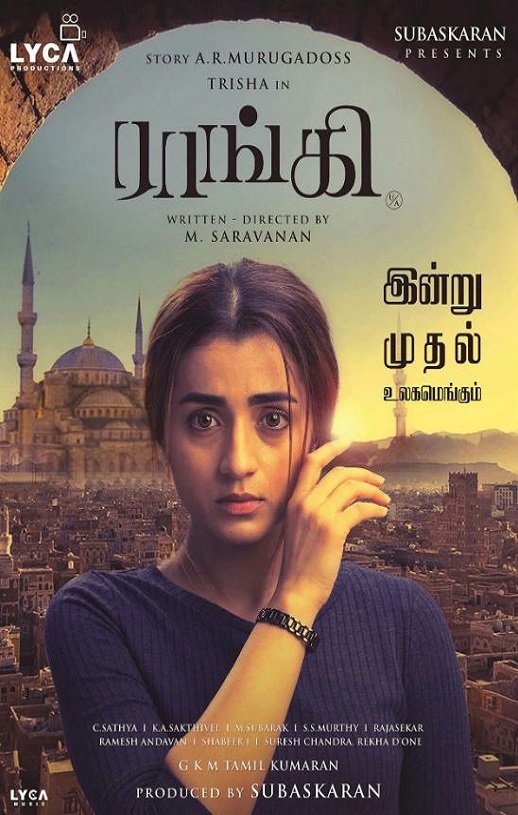 LYCA
PRODUCTIONS
SUBASKARAN
PRESENTS
STORY A.R.MURUGADOSS
TRISHA IN
ராங்கி
U/A
WRITTEN - DIRECTED BY
M. SARAVANAN
இன்று
முதல்
உலகமெங்கும்
C.SATHYA I K.A.SAKTHIVEL I M.SUBARAK I S.S.MURTHY I RAJASEKAR
RAMESH ANDAVAN I SHABEER I I SURESH CHANDRA, REKHA D'ONE
G K M TAMIL KUMARAN
PRODUCED BY SUBASKARAN
LYCA
MUSIC